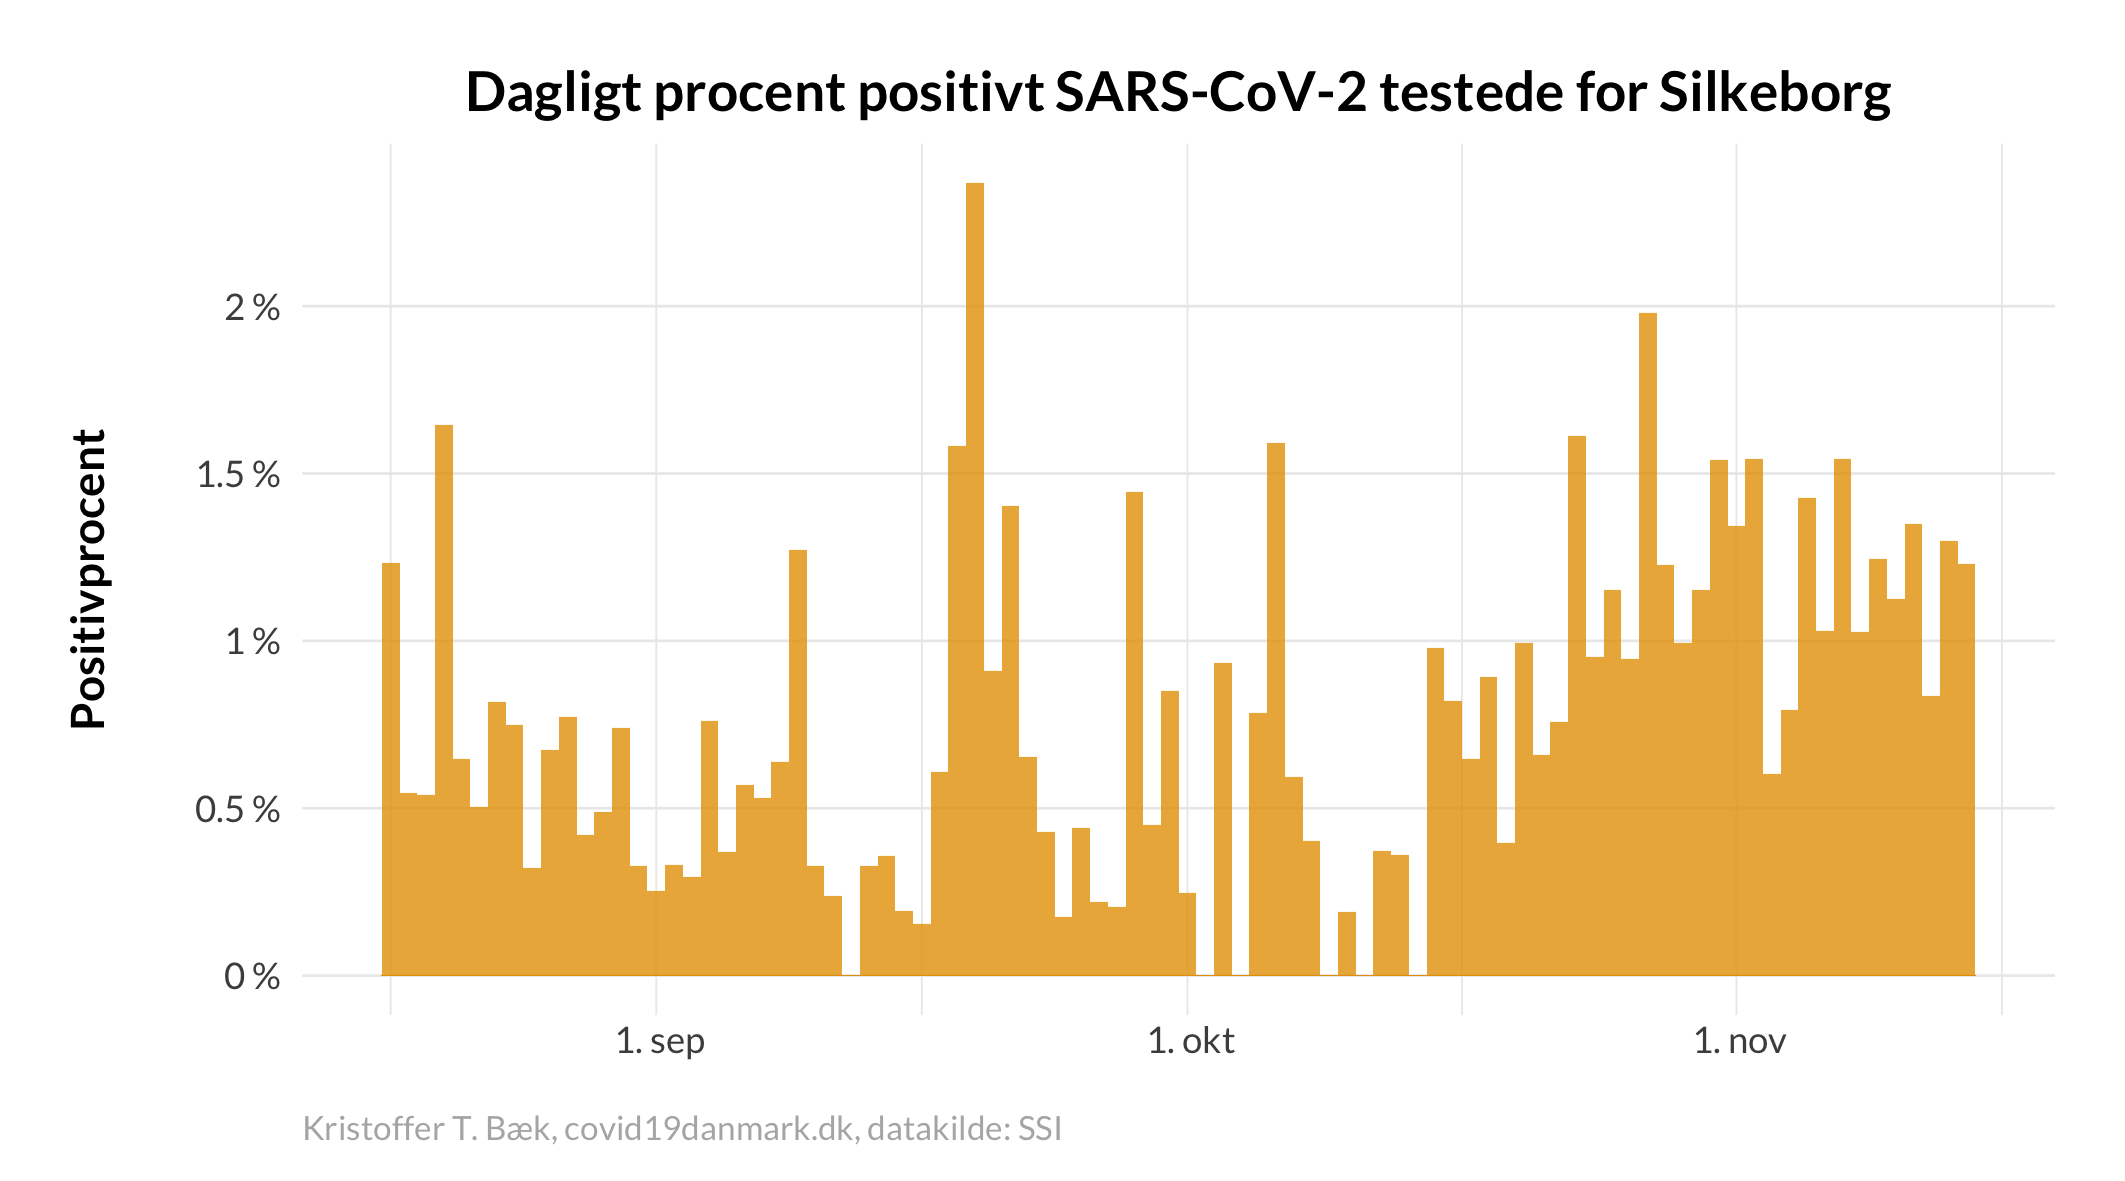 Dagligt procent positivt SARS-CoV-2 testede for Silkeborg
Positivprocent
2 %
1.5 %
1 %
0.5 %
0 %
1. sep
1. okt
1. nov
Kristoffer T. Bæk, covid19danmark.dk, datakilde: SSI